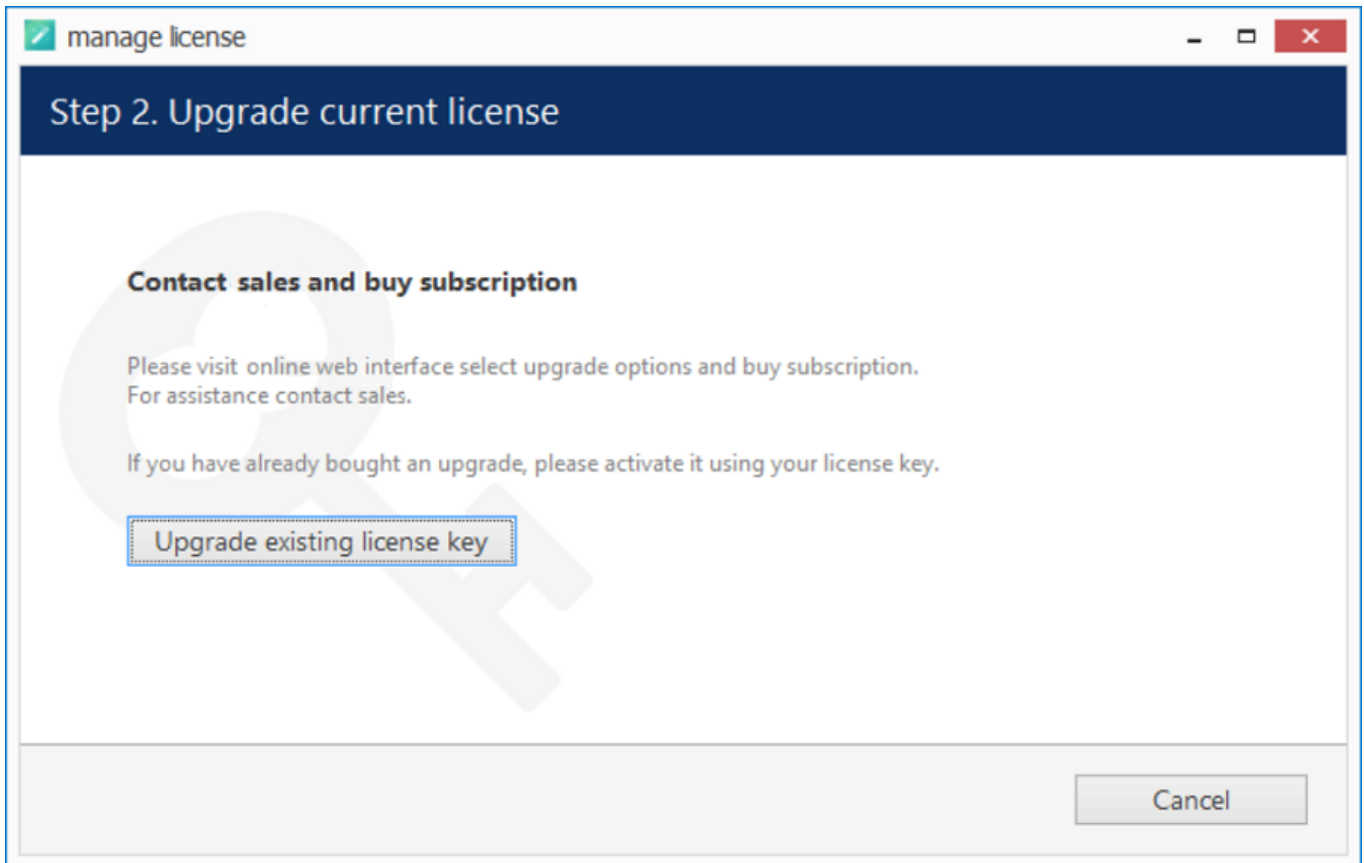 manage license
Step 2. Upgrade current license
Contact sales and buy subscription
Please visit online web interface select upgrade options and buy subscription.
For assistance contact sales.
If you have already bought an upgrade, please activate it using your license key.
Upgrade existing license key
Cancel